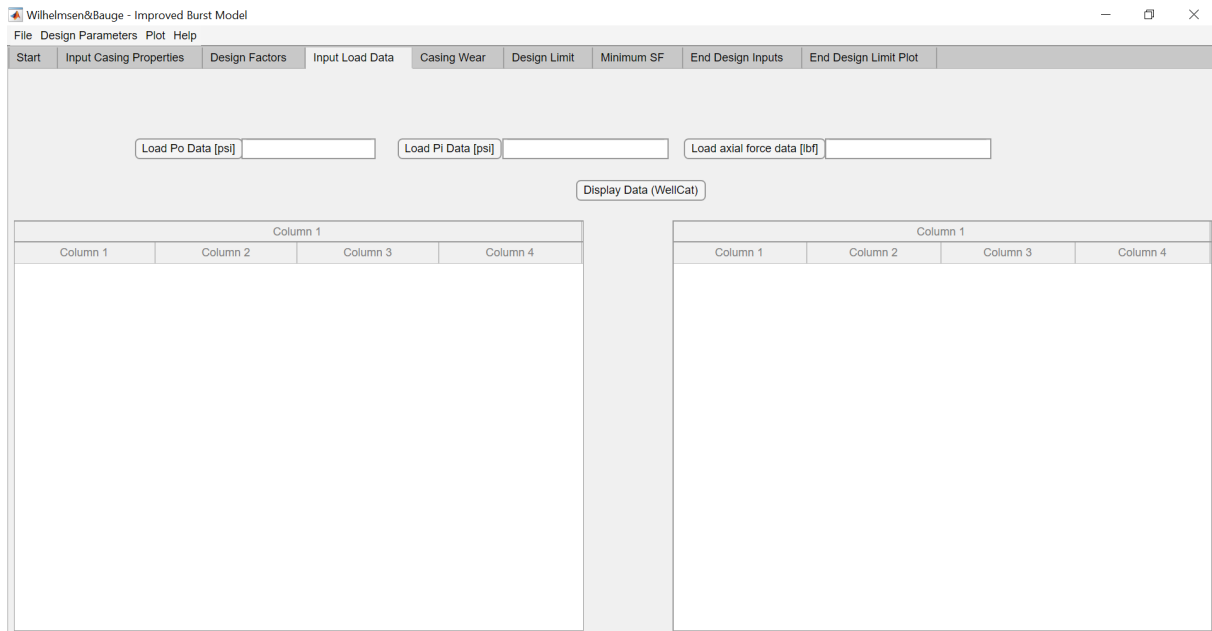 Wilhelmsen&Bauge - Improved Burst Model
File Design Parameters Plot Help
Start Input Casing Properties Design Factors Input Load Data Casing Wear Design Limit Minimum SF End Design Inputs End Design Limit Plot
Load Po Data [psi] Load Pi Data [psi] Load axial force data [lbf]
Display Data (WellCat)
Column 1 Column 1
Column 1 Column 2 Column 3 Column 4 Column 1 Column 2 Column 3 Column 4